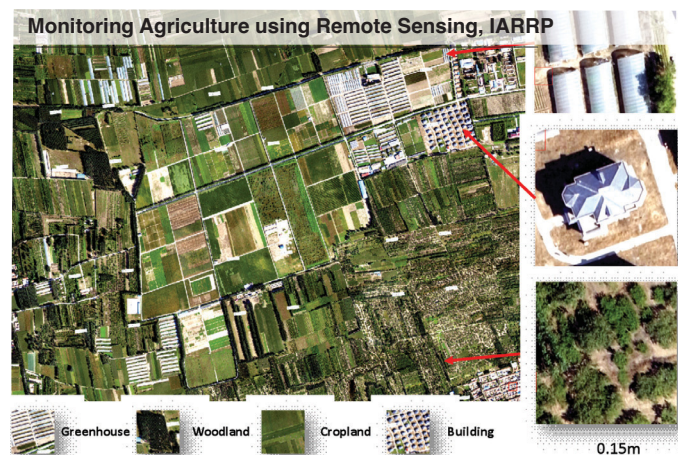 Monitoring Agriculture using Remote Sensing, IARRP
Greenhouse
Woodland
Cropland
Building
0.15m